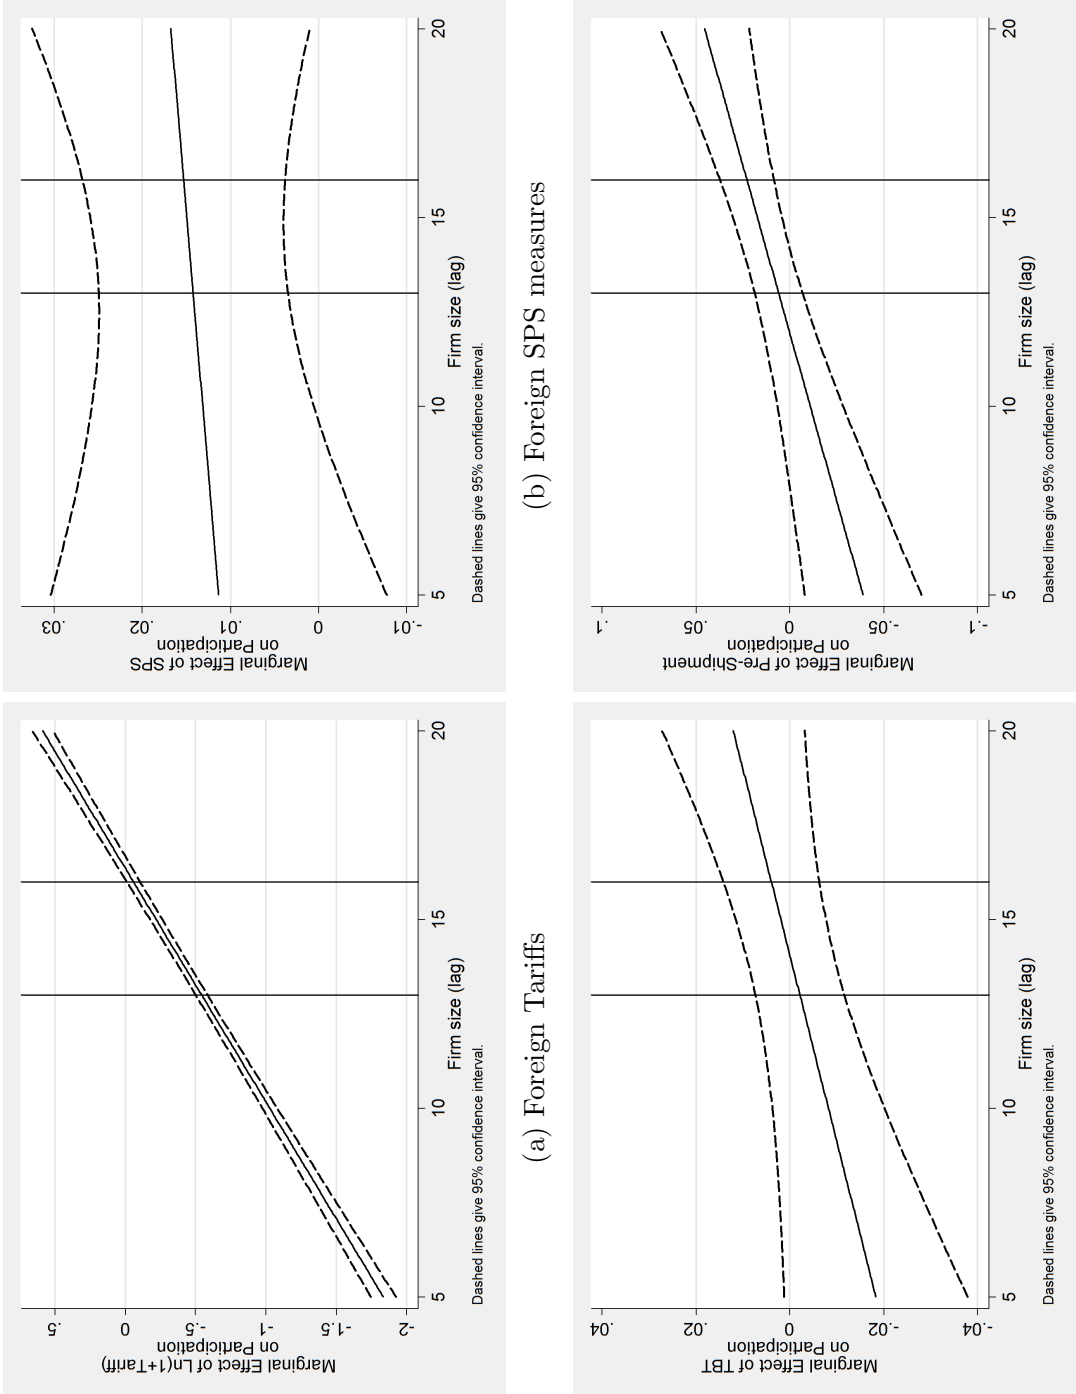 Marginal Effect of Ln(1+Tariff)
on Participation
.5
0
-.5
-1
-1.5
-2
5
10
15
20
Firm size (lag)
Dashed lines give 95% confidence interval.
(a) Foreign Tariffs
Marginal Effect of SPS
on Participation
.03
.02
.01
0
-.01
5
10
15
20
Firm size (lag)
Dashed lines give 95% confidence interval.
(b) Foreign SPS measures
Marginal Effect of TBT
on Participation
.04
.02
0
-.02
-.04
5
10
15
20
Firm size (lag)
Dashed lines give 95% confidence interval.
Marginal Effect of Pre-Shipment
on Participation
.1
.05
0
-.05
-.1
5
10
15
20
Firm size (lag)
Dashed lines give 95% confidence interval.